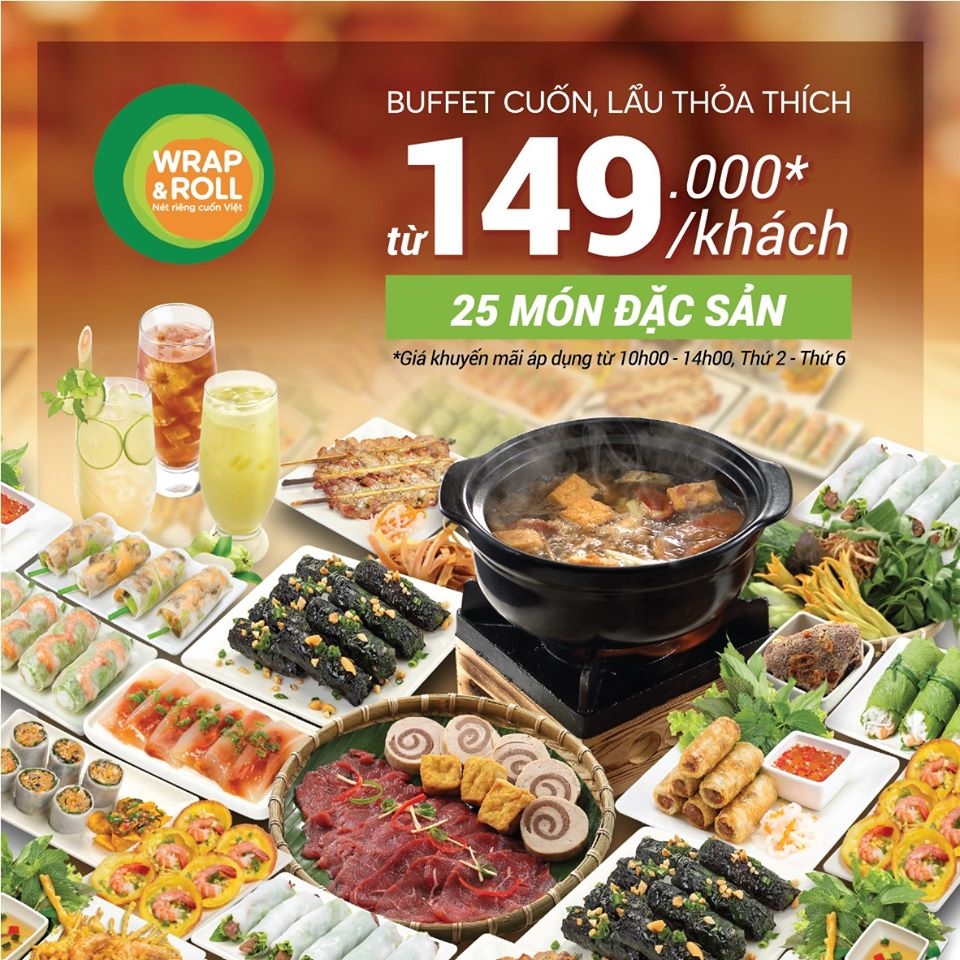 WRAP
&ROLL
Nét riêng cuốn Việt
BUFFET CUỐN, LẨU THỎA THÍCH
từ 149.000*
/khách
25 MÓN ĐẶC SẢN
*Giá khuyến mãi áp dụng từ 10h00 - 14h00, Thứ 2 - Thứ 6